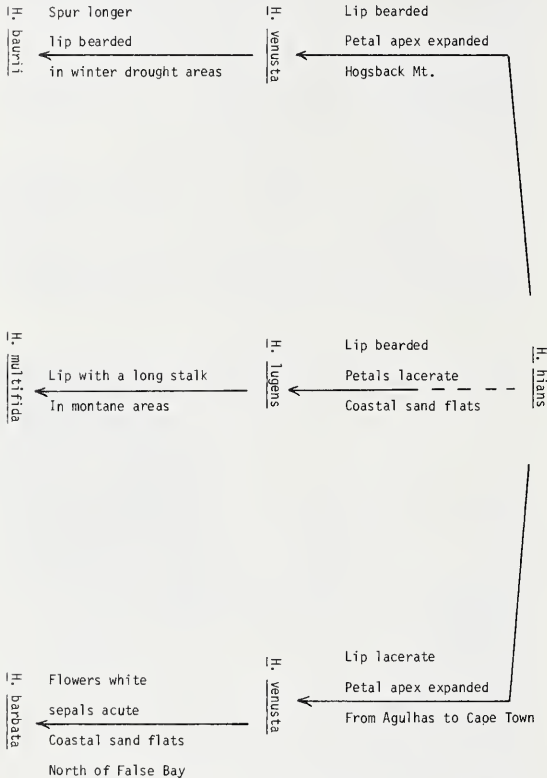 H. baurii
Spur longer
lip bearded
in winter drought areas
H. venusta
Lip bearded
Petal apex expanded
Hogsback Mt.
H. multifida
Lip with a long stalk
In montane areas
H. lugens
Lip bearded
Petals lacerate
Coastal sand flats
H. hians
H. barbata
Flowers white
sepals acute
Coastal sand flats
North of False Bay
H. venusta
Lip lacerate
Petal apex expanded
From Agulhas to Cape Town